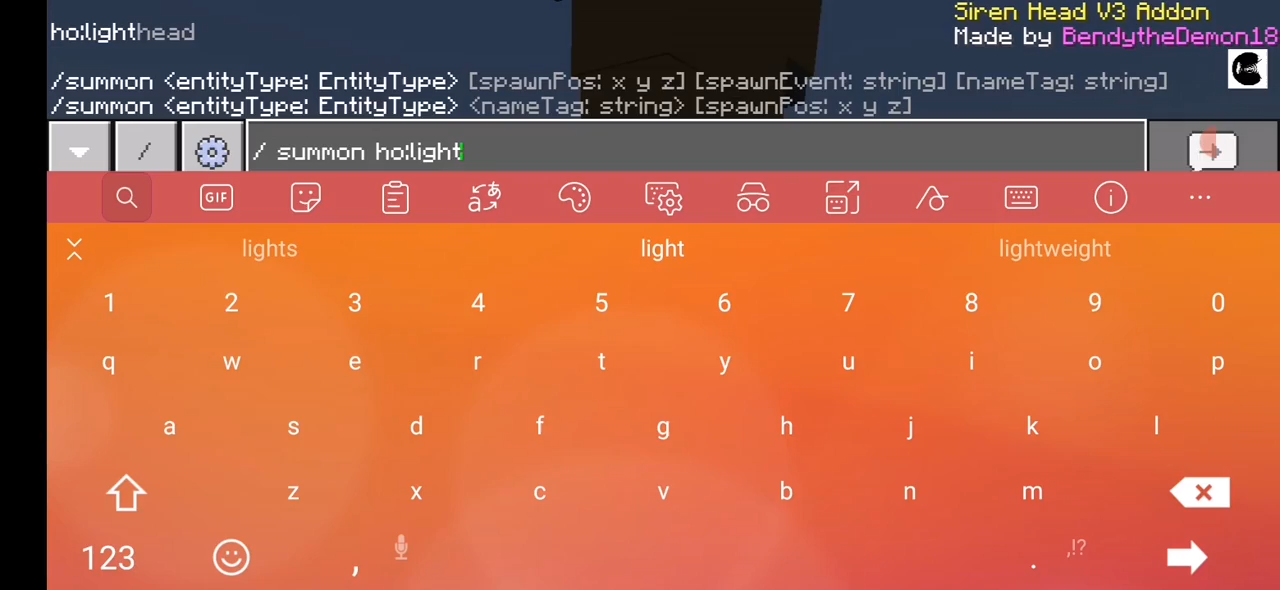 Siren Head V3 Addon
Made by BendytheDemon18
ho:lighthead
/summon <entityType: EntityType> [spawnPos: x y z] [spawnEvent: string] [nameTag: string]
/summon <entityType: EntityType> <nameTag: string> [spawnPos: x y z]
/ / summon ho:light
GIF
lights light lightweight
1 2 3 4 5 6 7 8 9 0
q w e r t y u i o p
a s d f g h j k l
z x c v b n m
123 , . ,!?